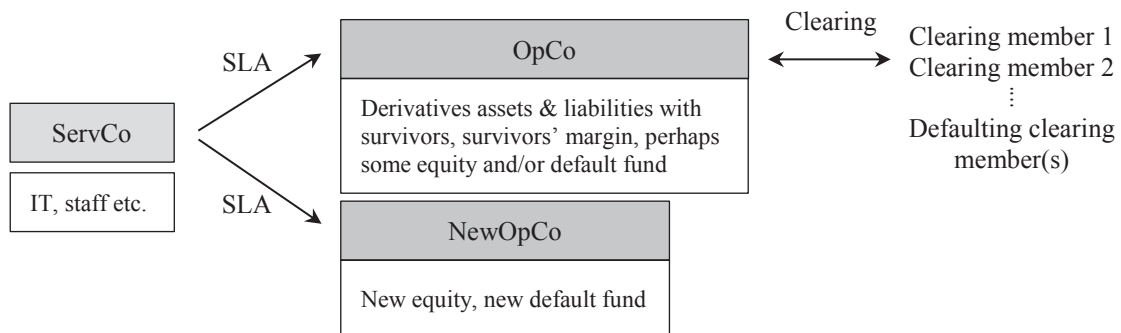 Clearing
Clearing member 1
Clearing member 2
Defaulting clearing
member(s)
SLA
OpCo
Derivatives assets & liabilities with
survivors, survivors’ margin, perhaps
some equity and/or default fund
ServCo
IT, staff etc.
SLA
NewOpCo
New equity, new default fund